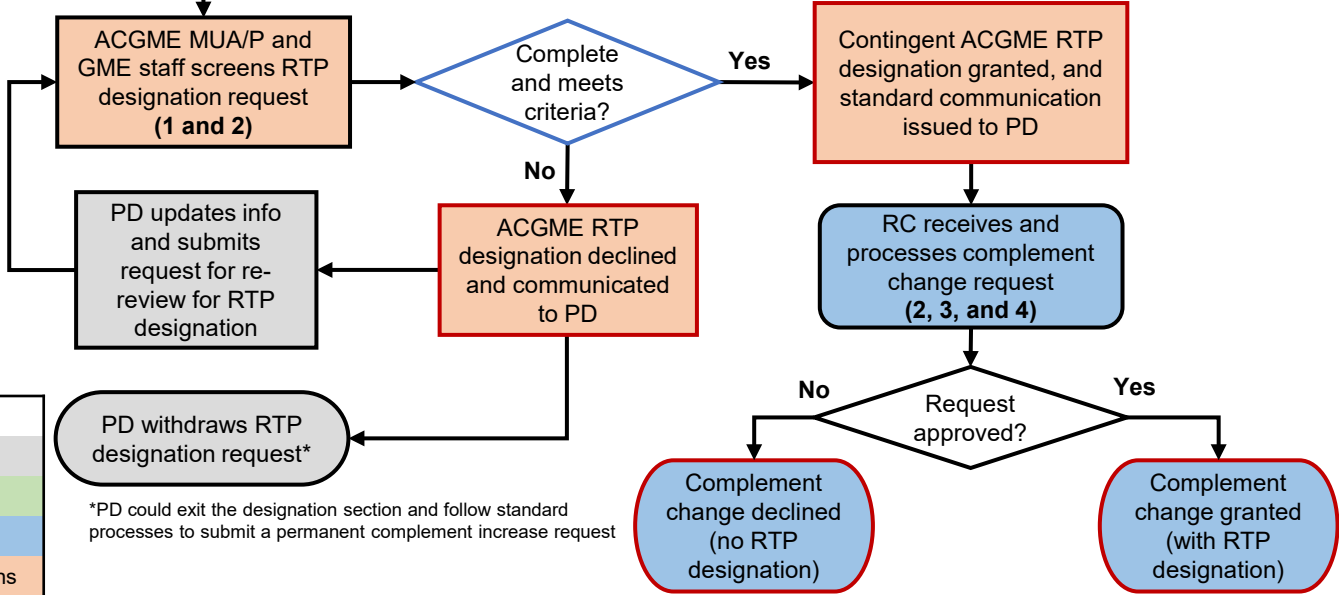 ACGME MUA/P and
GME staff screens RTP
designation request
(1 and 2)
Complete
and meets
criteria?
Yes
Contingent ACGME RTP
designation granted, and
standard communication
issued to PD
No
PD updates info
and submits
request for re-
review for RTP
designation
ACGME RTP
designation declined
and communicated
to PD
RC receives and
processes complement
change request
(2, 3, and 4)
No
Yes
Request
approved?
PD withdraws RTP
designation request*
*PD could exit the designation section and follow standard
processes to submit a permanent complement increase request
Complement
change declined
(no RTP
designation)
Complement
change granted
(with RTP
designation)